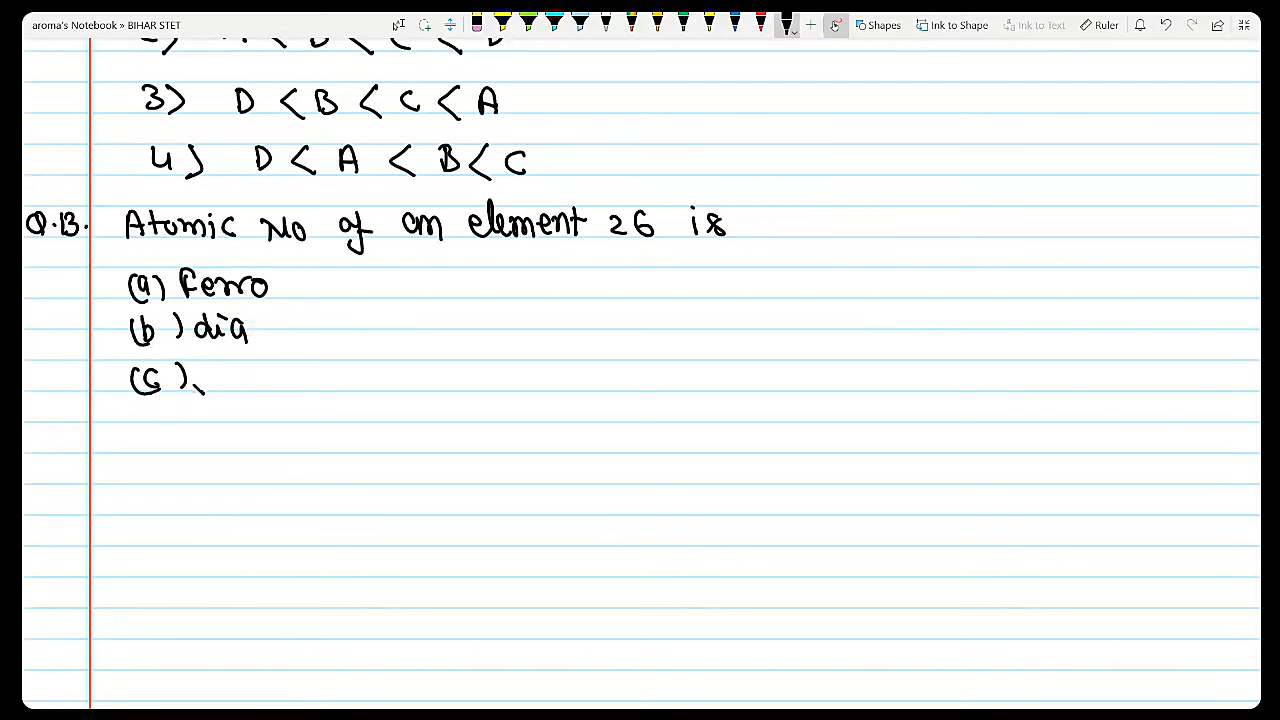 aroma's Notebook » BIHAR STET
Shapes Ink to Shape Ink to Text Ruler
3) D < B < C < A
4) D < A < B < C
Q.13. Atomic No of an element 26 is
(a) Ferro
(b) dia
(c)